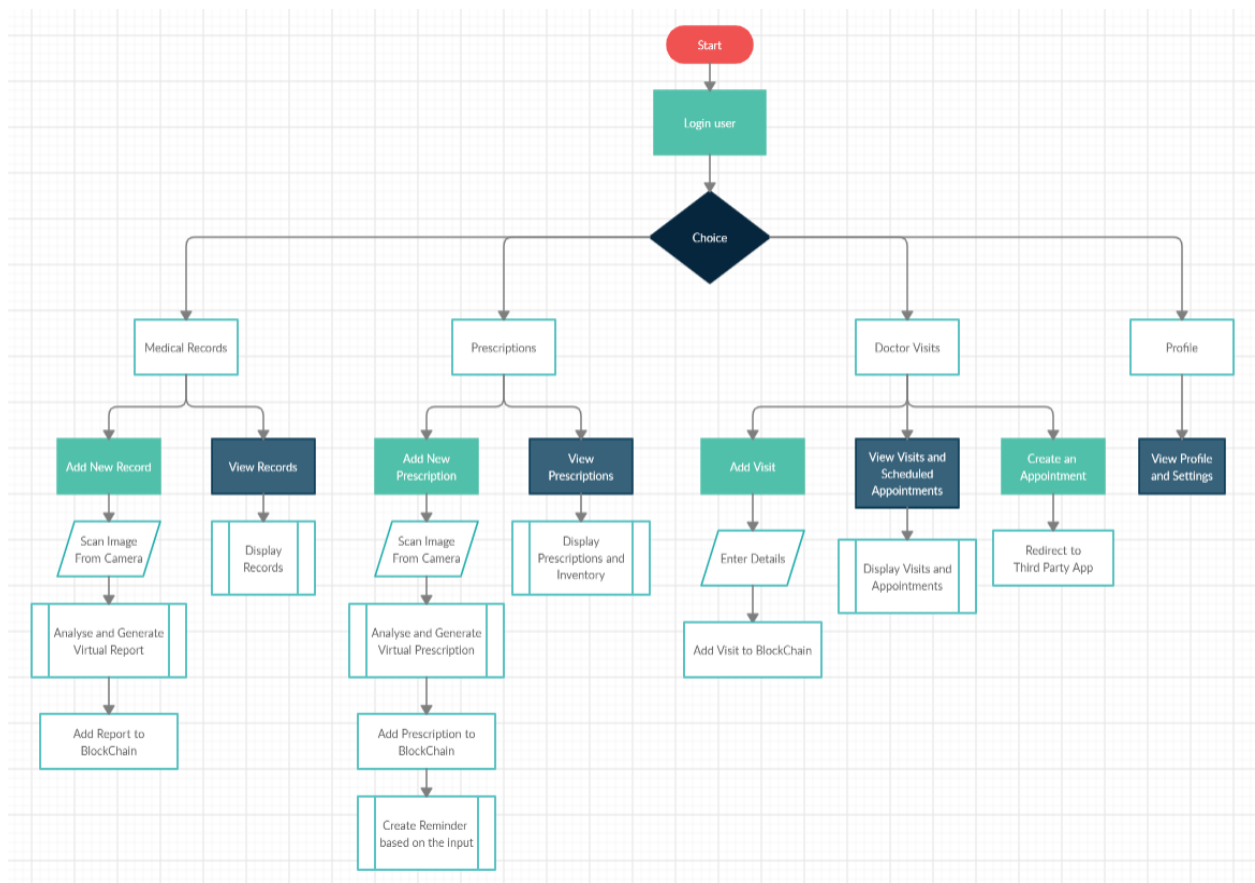 Start
Login user
Choice
Medical Records
Prescriptions
Doctor Visits
Profile
Add New Record
View Records
Add New
Prescription
View
Prescriptions
Add Visit
View Visits and
Scheduled
Appointments
Create an
Appointment
View Profile
and Settings
Scan Image
From Camera
Display
Records
Scan Image
From Camera
Display
Prescriptions and
Inventory
Enter Details
Display Visits and
Appointments
Redirect to
Third Party App
Analyse and Generate
Virtual Report
Analyse and Generate
Virtual Prescription
Add Visit to BlockChain
Add Report to
BlockChain
Add Prescription to
BlockChain
Create Reminder
based on the input